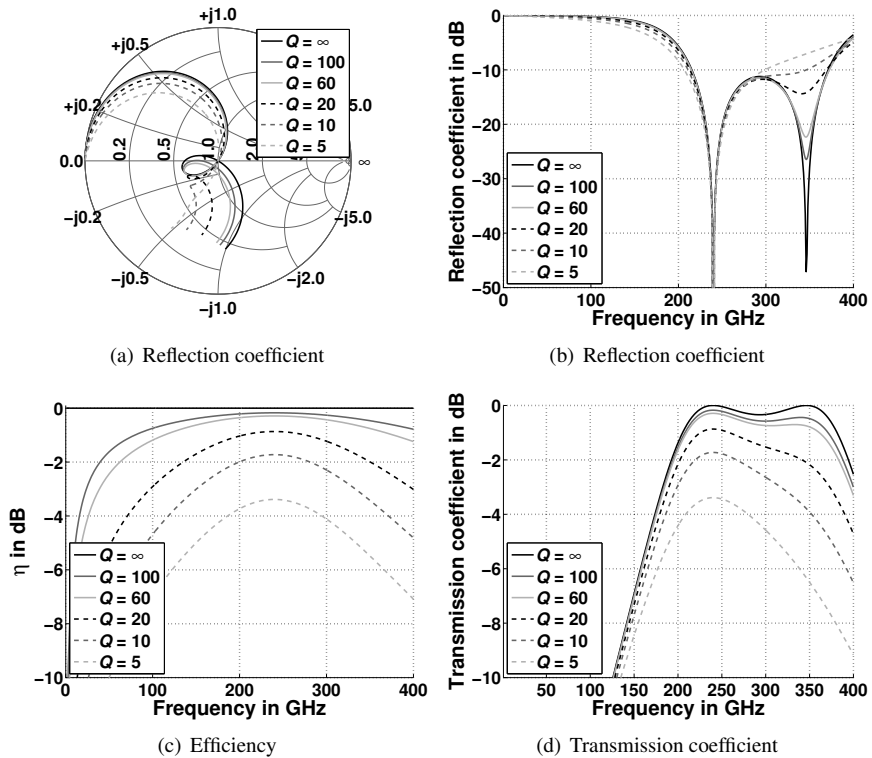 +j1.0
+j0.5
+j0.2
0.0
0.2
0.5
1.0
5.0
∞
−j0.2
−j5.0
−j0.5
−j2.0
−j1.0
Q = ∞
Q = 100
Q = 60
Q = 20
Q = 10
Q = 5
(a) Reflection coefficient
Reflection coefficient in dB
0
−10
−20
−30
−40
−50
Q = ∞
Q = 100
Q = 60
Q = 20
Q = 10
Q = 5
0 100 200 300 400
Frequency in GHz
(b) Reflection coefficient
η in dB
0
−2
−4
−6
−8
−10
Q = ∞
Q = 100
Q = 60
Q = 20
Q = 10
Q = 5
0 100 200 300 400
Frequency in GHz
(c) Efficiency
Transmission coefficient in dB
0
−2
−4
−6
−8
−10
Q = ∞
Q = 100
Q = 60
Q = 20
Q = 10
Q = 5
50 100 150 200 250 300 350 400
Frequency in GHz
(d) Transmission coefficient